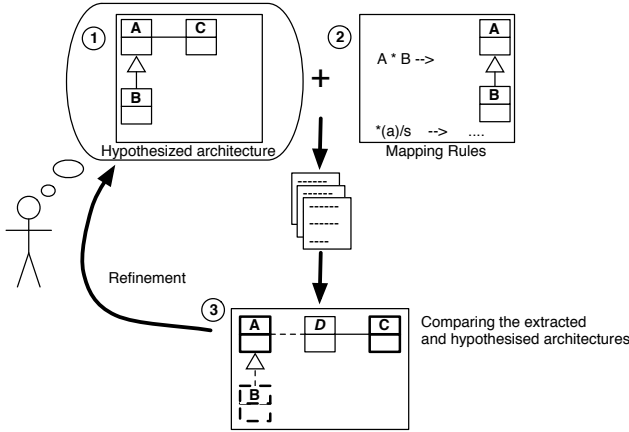 1
A
C
B
Hypothesized architecture
+
2
A
A * B -->
B
*(a)/s --> ....
Mapping Rules
------
------
------
------
----
Refinement
3
A
D
C
B
Comparing the extracted
and hypothesised architectures